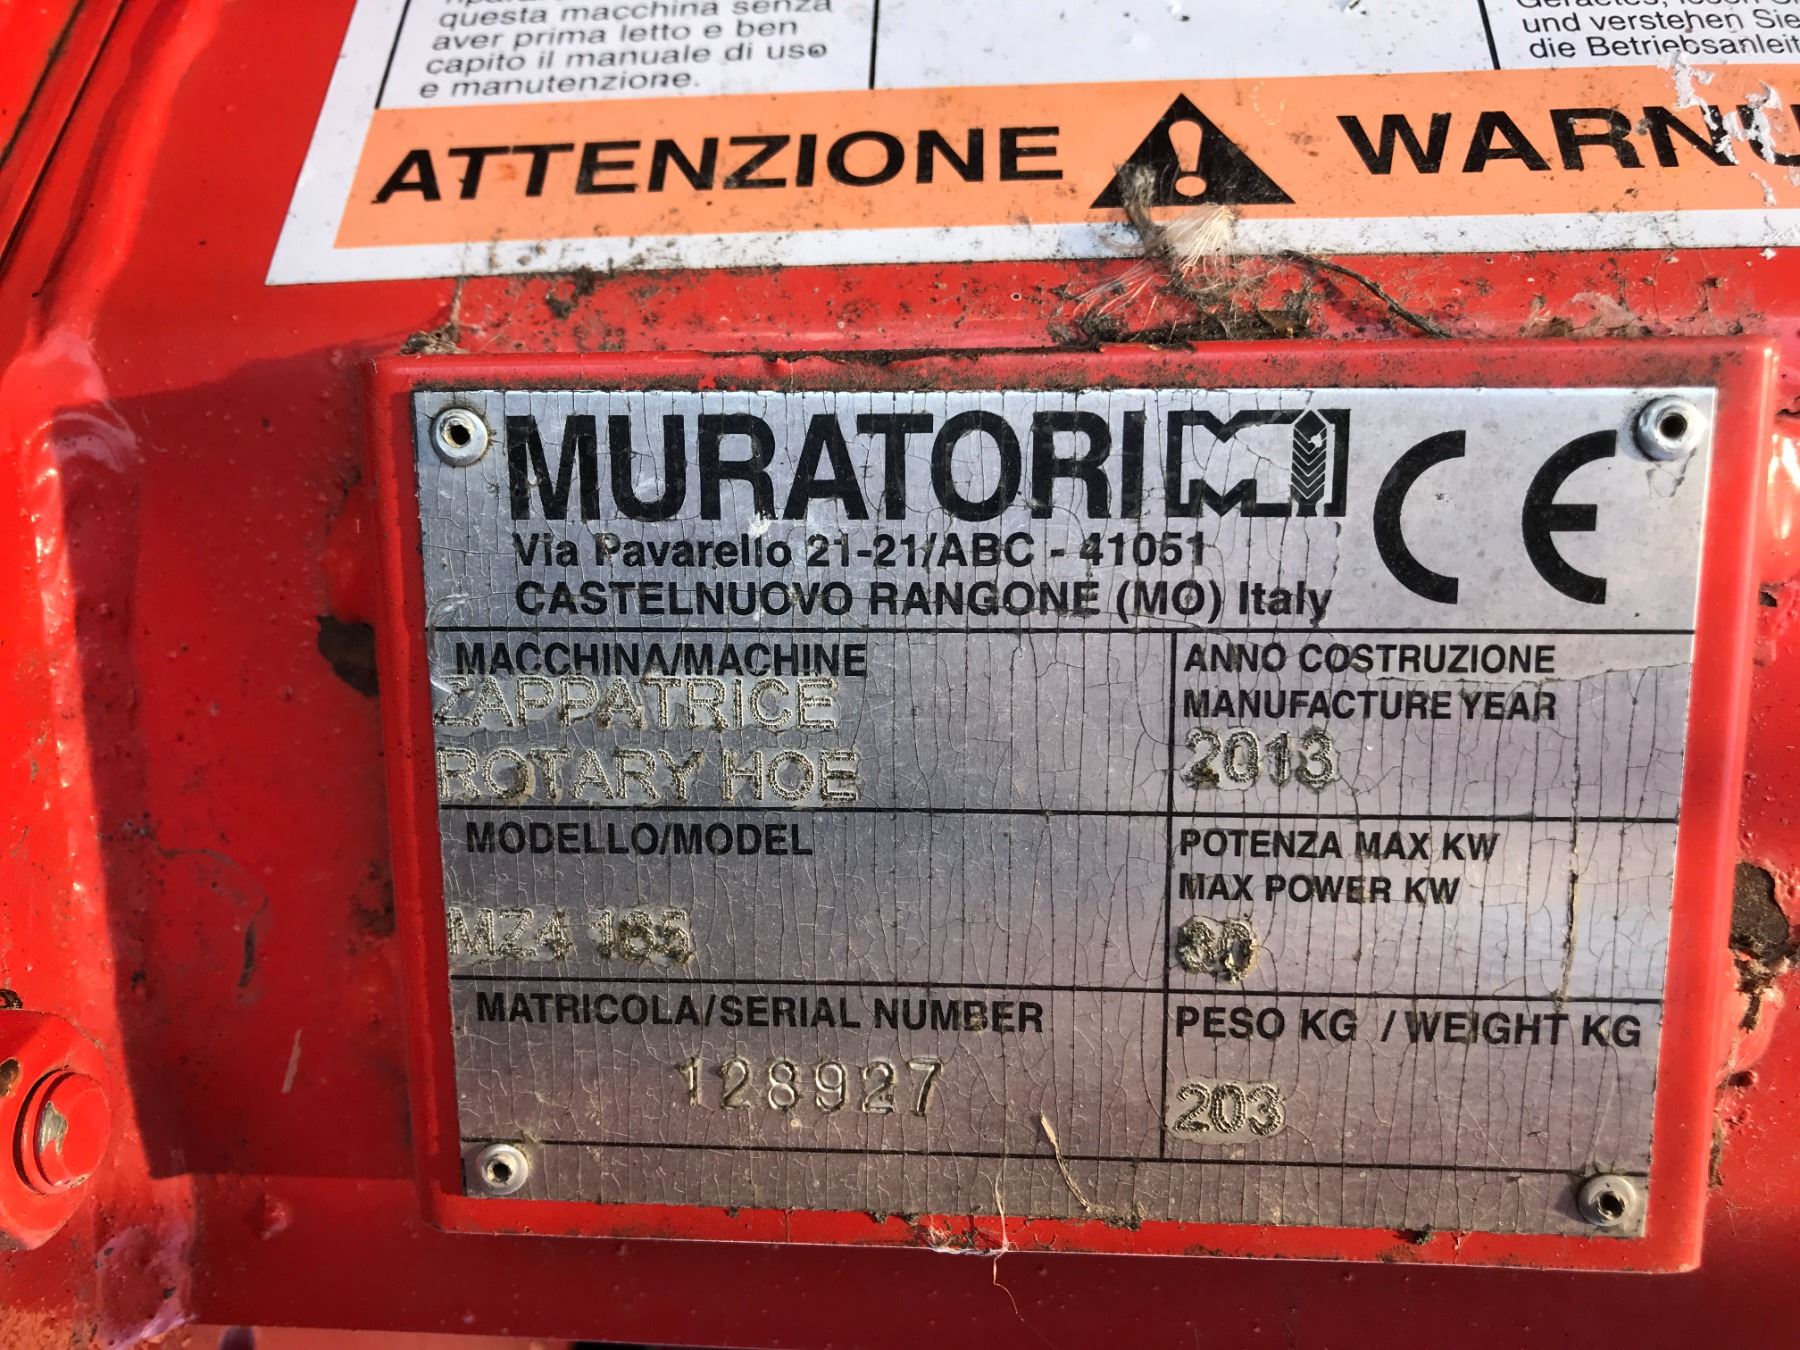 questa macchina senza
aver prima letto e ben
capito il manuale di uso
e manutenzione.
und verstehen Sie
die Betriebsanleit
ATTENZIONE
WARNU
MURATORI
CE
Via Pavarello 21-21/ABC - 41051
CASTELNUOVO RANGONE (MO) Italy
MACCHINA/MACHINE
ZAPPATRICE
ROTARY HOE
ANNO COSTRUZIONE
MANUFACTURE YEAR
2013
MODELLO/MODEL
MZ4 165
POTENZA MAX KW
MAX POWER KW
30
MATRICOLA/SERIAL NUMBER
128927
PESO KG / WEIGHT KG
203